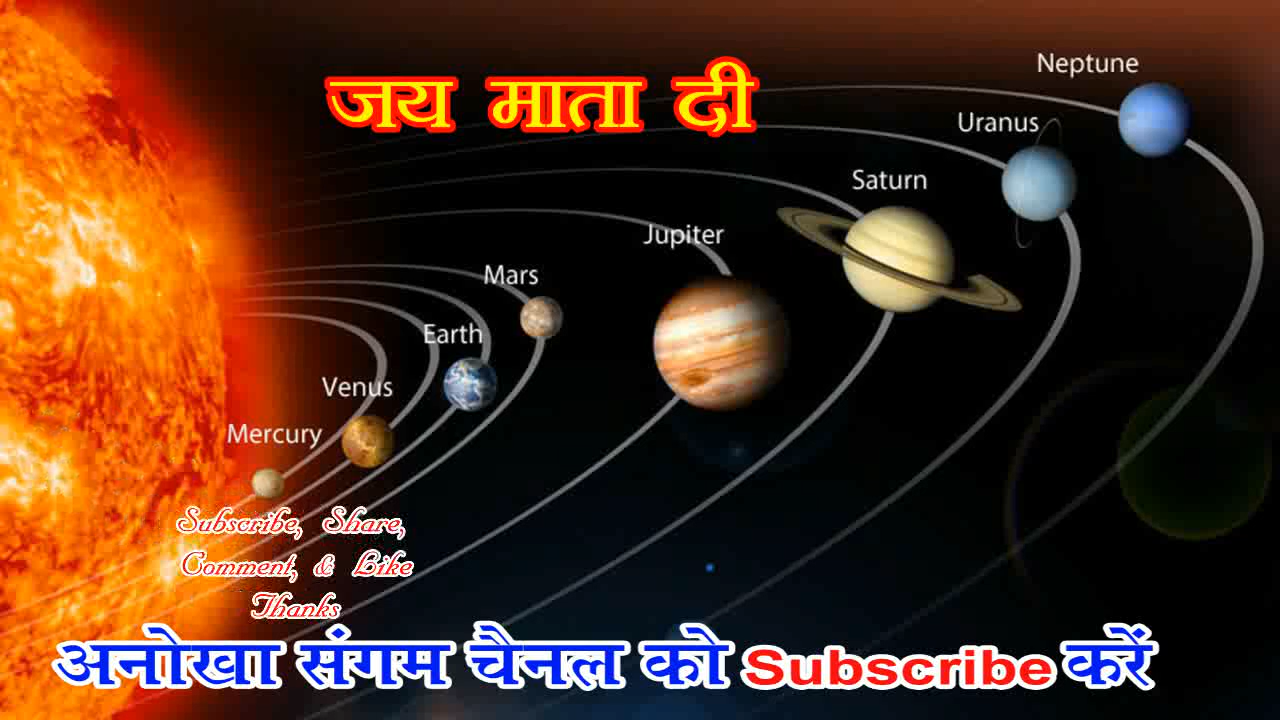 जय माता दी
Neptune
Uranus
Saturn
Jupiter
Mars
Earth
Venus
Mercury
Subscribe, Share,
Comment, & Like
Thanks
अनोखा संगम चैनल को Subscribe करें